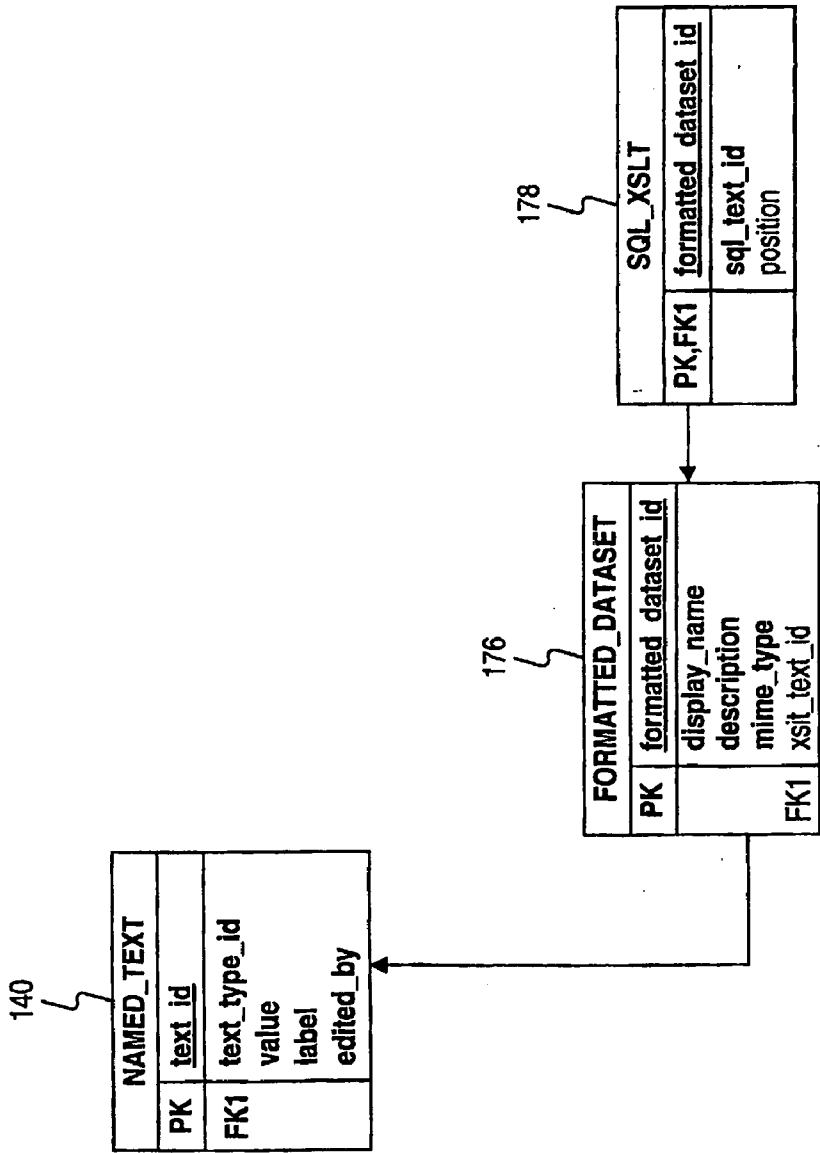 140
NAMED_TEXT
PK text_id
FK1 text_type_id
value
label
edited_by
176
FORMATTED_DATASET
PK formatted_dataset_id
display_name
description
mime_type
FK1 xsit_text_id
178
SQL_XSLT
PK,FK1 formatted_dataset_id
sql_text_id
position